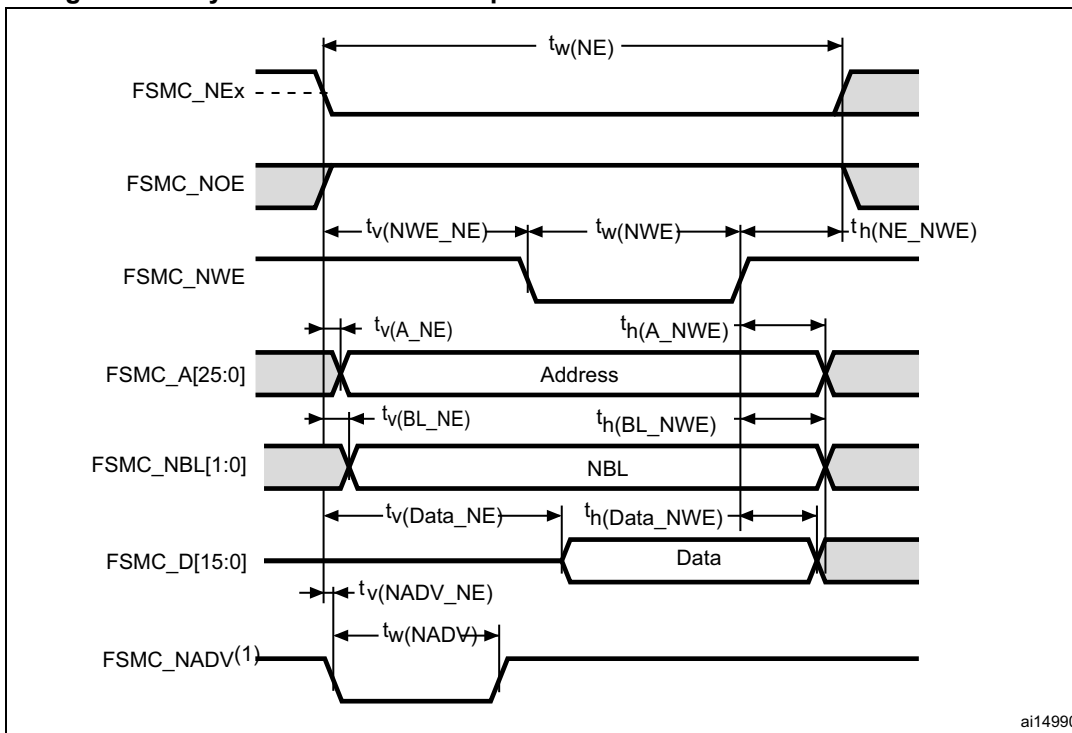 tw(NE)
FSMC_NEx
FSMC_NOE
tv(NWE_NE) tw(NWE) th(NE_NWE)
FSMC_NWE
tv(A_NE) th(A_NWE)
FSMC_A[25:0] Address
tv(BL_NE) th(BL_NWE)
FSMC_NBL[1:0] NBL
tv(Data_NE) th(Data_NWE)
FSMC_D[15:0] Data
tv(NADV_NE)
tw(NADV)
FSMC_NADV(1)
ai14990